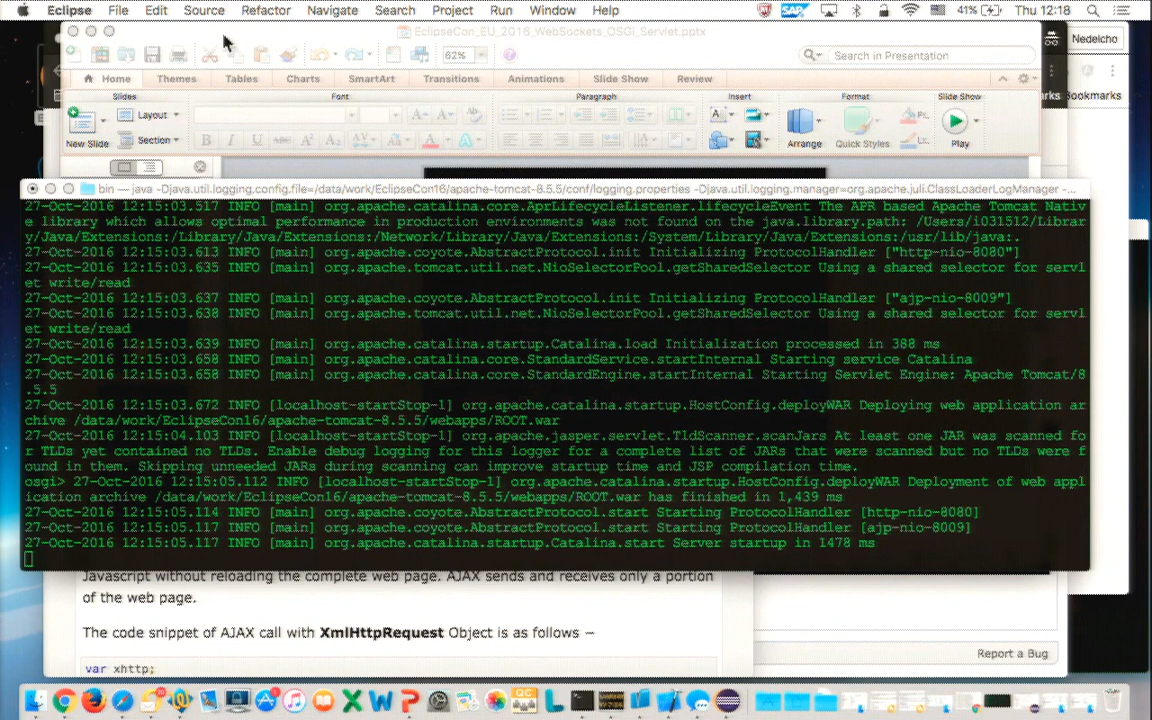 Eclipse File Edit Source Refactor Navigate Search Project Run Window Help SAP 41% Thu 12:18
EclipseCon_EU_2016_WebSockets_OSGi_Servlet.pptx
Nedelcho
62% Search in Presentation
Home Themes Tables Charts SmartArt Transitions Animations Slide Show Review
rks Bookmarks
Slides Font Paragraph Insert Format Slide Show
Layout
Section
New Slide Arrange Quick Styles Play
B I U ABC A² A₂
bin — java -Djava.util.logging.config.file=/data/work/EclipseCon16/apache-tomcat-8.5.5/conf/logging.properties -Djava.util.logging.manager=org.apache.juli.ClassLoaderLogManager -...
27-Oct-2016 12:15:03.517 INFO [main] org.apache.catalina.core.AprLifecycleListener.lifecycleEvent The APR based Apache Tomcat Nativ
e library which allows optimal performance in production environments was not found on the java.library.path: /Users/i031512/Librar
y/Java/Extensions:/Library/Java/Extensions:/Network/Library/Java/Extensions:/System/Library/Java/Extensions:/usr/lib/java:.
27-Oct-2016 12:15:03.613 INFO [main] org.apache.coyote.AbstractProtocol.init Initializing ProtocolHandler ["http-nio-8080"]
27-Oct-2016 12:15:03.635 INFO [main] org.apache.tomcat.util.net.NioSelectorPool.getSharedSelector Using a shared selector for servl
et write/read
27-Oct-2016 12:15:03.637 INFO [main] org.apache.coyote.AbstractProtocol.init Initializing ProtocolHandler ["ajp-nio-8009"]
27-Oct-2016 12:15:03.638 INFO [main] org.apache.tomcat.util.net.NioSelectorPool.getSharedSelector Using a shared selector for servl
et write/read
27-Oct-2016 12:15:03.639 INFO [main] org.apache.catalina.startup.Catalina.load Initialization processed in 388 ms
27-Oct-2016 12:15:03.658 INFO [main] org.apache.catalina.core.StandardService.startInternal Starting service Catalina
27-Oct-2016 12:15:03.658 INFO [main] org.apache.catalina.core.StandardEngine.startInternal Starting Servlet Engine: Apache Tomcat/8
.5.5
27-Oct-2016 12:15:03.672 INFO [localhost-startStop-1] org.apache.catalina.startup.HostConfig.deployWAR Deploying web application ar
chive /data/work/EclipseCon16/apache-tomcat-8.5.5/webapps/ROOT.war
27-Oct-2016 12:15:04.103 INFO [localhost-startStop-1] org.apache.jasper.servlet.TldScanner.scanJars At least one JAR was scanned fo
r TLDs yet contained no TLDs. Enable debug logging for this logger for a complete list of JARs that were scanned but no TLDs were f
ound in them. Skipping unneeded JARs during scanning can improve startup time and JSP compilation time.
osgi> 27-Oct-2016 12:15:05.112 INFO [localhost-startStop-1] org.apache.catalina.startup.HostConfig.deployWAR Deployment of web appl
ication archive /data/work/EclipseCon16/apache-tomcat-8.5.5/webapps/ROOT.war has finished in 1,439 ms
27-Oct-2016 12:15:05.114 INFO [main] org.apache.coyote.AbstractProtocol.start Starting ProtocolHandler [http-nio-8080]
27-Oct-2016 12:15:05.117 INFO [main] org.apache.coyote.AbstractProtocol.start Starting ProtocolHandler [ajp-nio-8009]
27-Oct-2016 12:15:05.117 INFO [main] org.apache.catalina.startup.Catalina.start Server startup in 1478 ms
Javascript without reloading the complete web page. AJAX sends and receives only a portion
of the web page.
The code snippet of AJAX call with XmlHttpRequest Object is as follows −
Report a Bug
var xhttp;